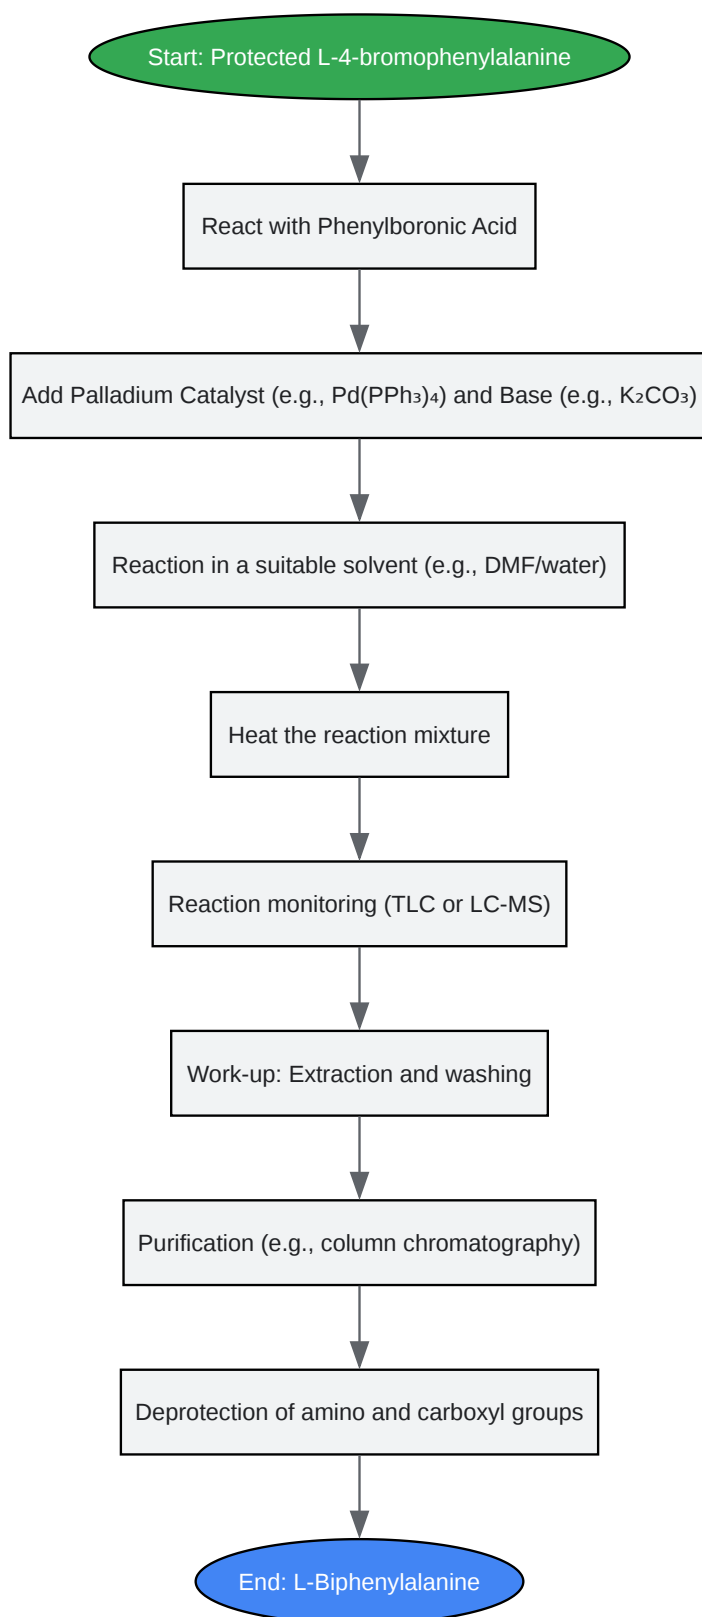 Start: Protected L-4-bromophenylalanine
React with Phenylboronic Acid
Add Palladium Catalyst (e.g., Pd(PPh₃)₄) and Base (e.g., K₂CO₃)
Reaction in a suitable solvent (e.g., DMF/water)
Heat the reaction mixture
Reaction monitoring (TLC or LC-MS)
Work-up: Extraction and washing
Purification (e.g., column chromatography)
Deprotection of amino and carboxyl groups
End: L-Biphenylalanine